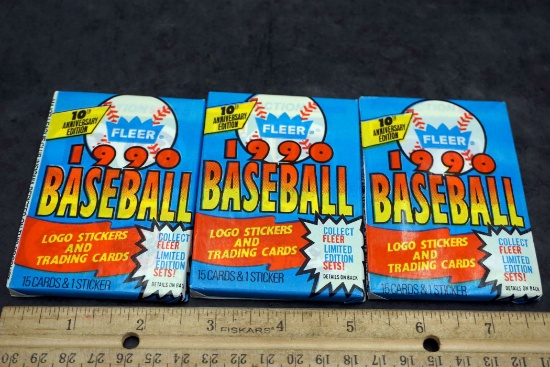 10TH
ANNIVERSARY
EDITION
FLEER
1990
BASEBALL
LOGO STICKERS
AND
TRADING CARDS
COLLECT
FLEER
LIMITED
EDITION
SETS!
DETAILS ON BACK
15 CARDS & 1 STICKER
10TH
ANNIVERSARY
EDITION
FLEER
1990
BASEBALL
LOGO STICKERS
AND
TRADING CARDS
COLLECT
FLEER
LIMITED
EDITION
SETS!
DETAILS ON BACK
15 CARDS & 1 STICKER
10TH
ANNIVERSARY
EDITION
FLEER
1990
BASEBALL
LOGO STICKERS
AND
TRADING CARDS
COLLECT
FLEER
LIMITED
EDITION
SETS!
DETAILS ON BACK
15 CARDS & 1 STICKER
1 2 3 FISKARS 4 5 6 7
30 29 28 27 26 25 24 23 22 21 20 19 18 17 16 15 14 13 12 11